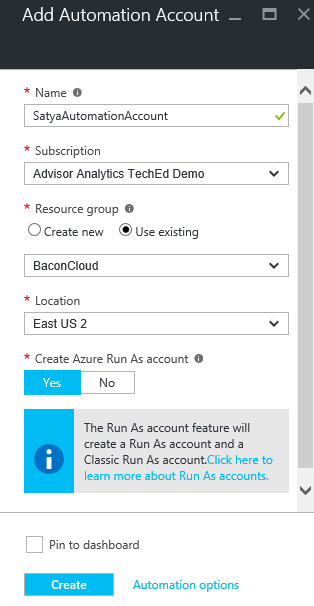 Add Automation Account
* Name
SatyaAutomationAccount
* Subscription
Advisor Analytics TechEd Demo
* Resource group
Create new Use existing
BaconCloud
* Location
East US 2
* Create Azure Run As account
Yes No
The Run As account feature will
create a Run As account and a
Classic Run As account.Click here to
learn more about Run As accounts.
Pin to dashboard
Create Automation options